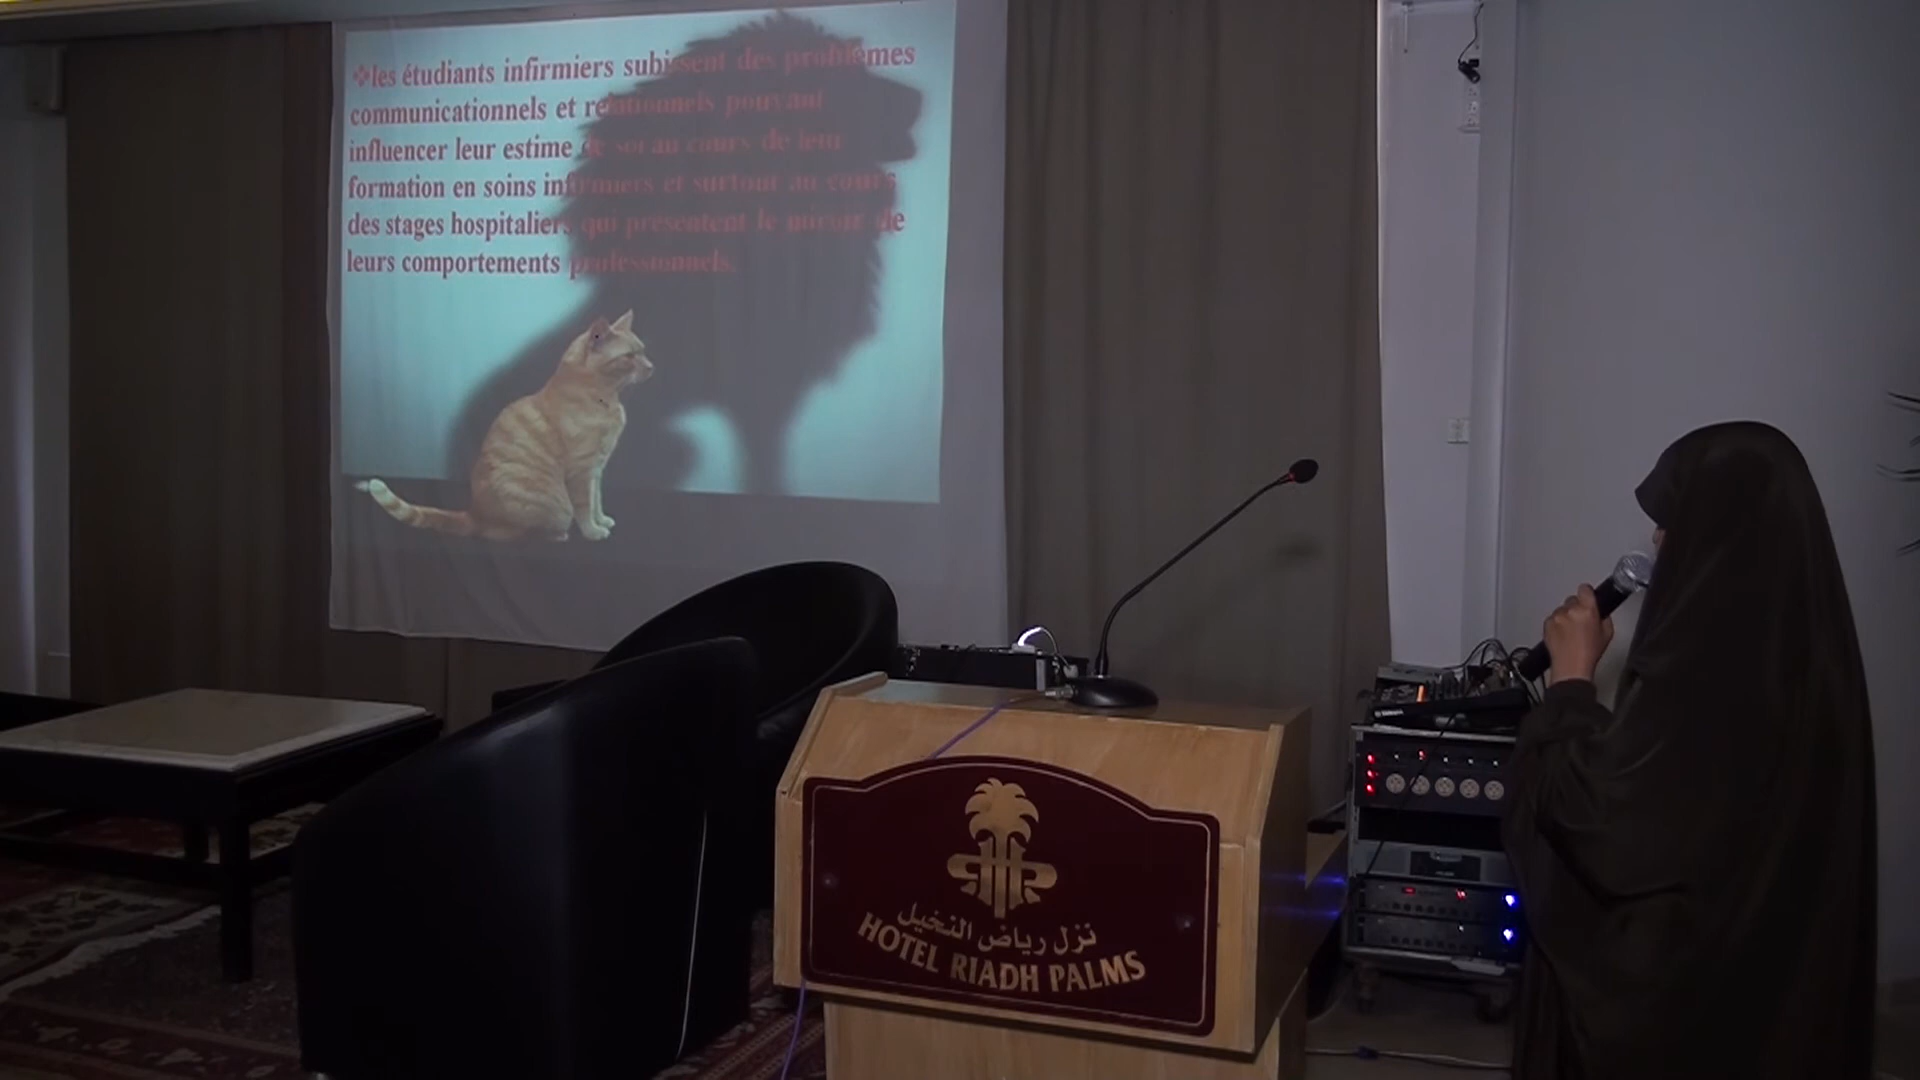 ❖les étudiants infirmiers subissent des problèmes
communicationnels et relationnels pouvant
influencer leur estime de soi au cours de leur
formation en soins infirmiers et surtout au cours
des stages hospitaliers qui présentent le miroir de
leurs comportements professionnels.
نزل رياض النخيل
HOTEL RIADH PALMS